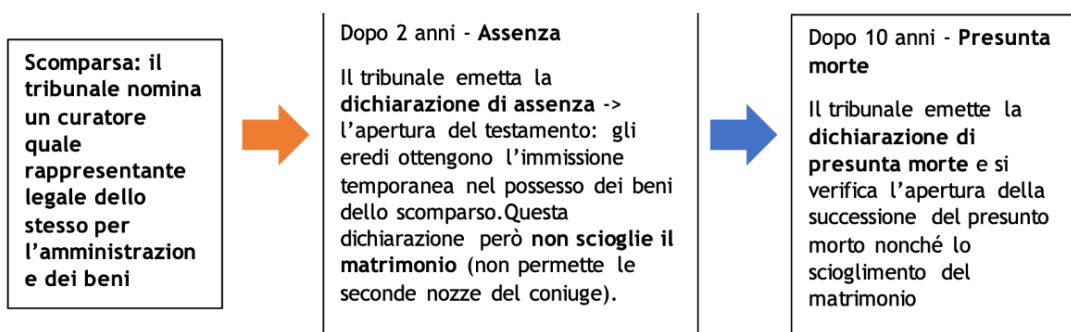 Scomparsa: il
tribunale nomina
un curatore
quale
rappresentante
legale dello
stesso per
l'amministrazion
e dei beni
Dopo 2 anni - Assenza
Il tribunale emetta la
dichiarazione di assenza ->
l'apertura del testamento: gli
eredi ottengono l'immissione
temporanea nel possesso dei beni
dello scomparso.Questa
dichiarazione però non scioglie il
matrimonio (non permette le
seconde nozze del coniuge).
Dopo 10 anni - Presunta
morte
Il tribunale emette la
dichiarazione di
presunta morte e si
verifica l'apertura della
successione del presunto
morto nonché lo
scioglimento del
matrimonio